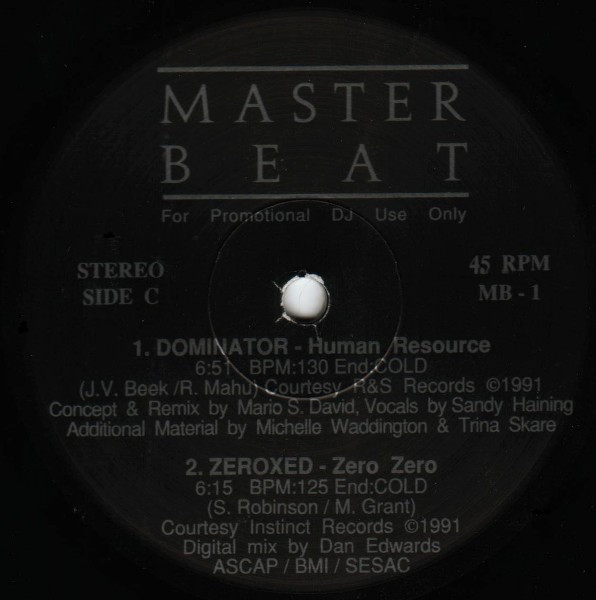 MASTER
BEAT
For Promotional DJ Use Only
STEREO
SIDE C
45 RPM
MB - 1
1. DOMINATOR - Human Resource
6:51 BPM:130 End:COLD
(J.V. Beek /R. Mahu) Courtesy R&S Records ©1991
Concept & Remix by Mario S. David, Vocals by Sandy Haining
Additional Material by Michelle Waddington & Trina Skare
2. ZEROXED - Zero Zero
6:15 BPM:125 End:COLD
(S. Robinson / M. Grant)
Courtesy Instinct Records ©1991
Digital mix by Dan Edwards
ASCAP / BMI / SESAC